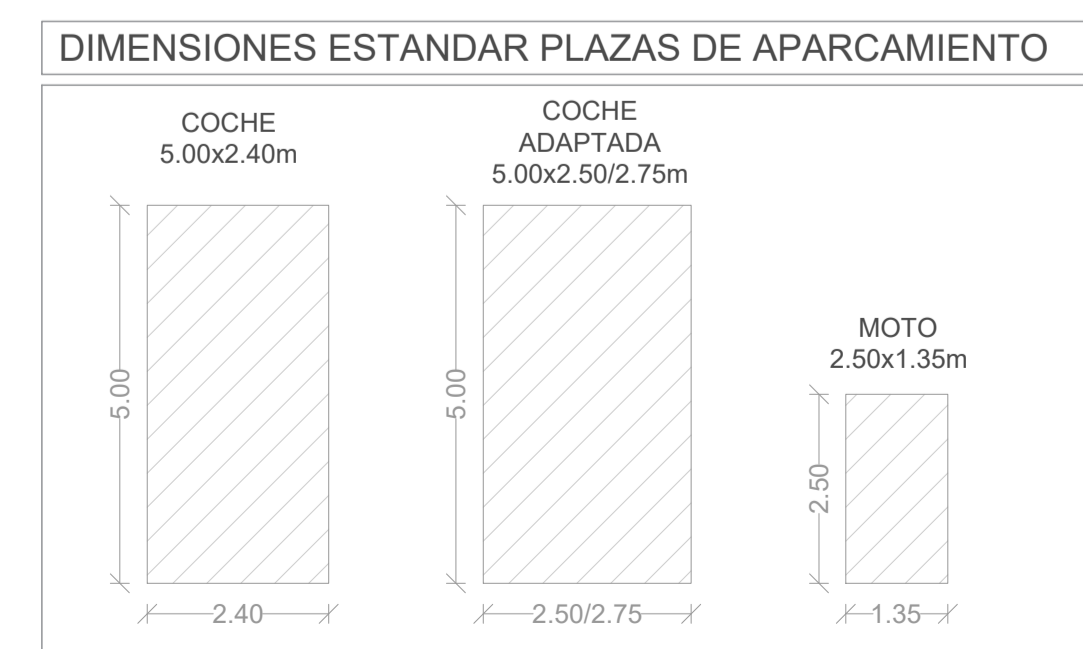 DIMENSIONES ESTANDAR PLAZAS DE APARCAMIENTO
COCHE
5.00x2.40m
COCHE
ADAPTADA
5.00x2.50/2.75m
MOTO
2.50x1.35m
5.00
5.00
2.50
2.40
2.50/2.75
1.35